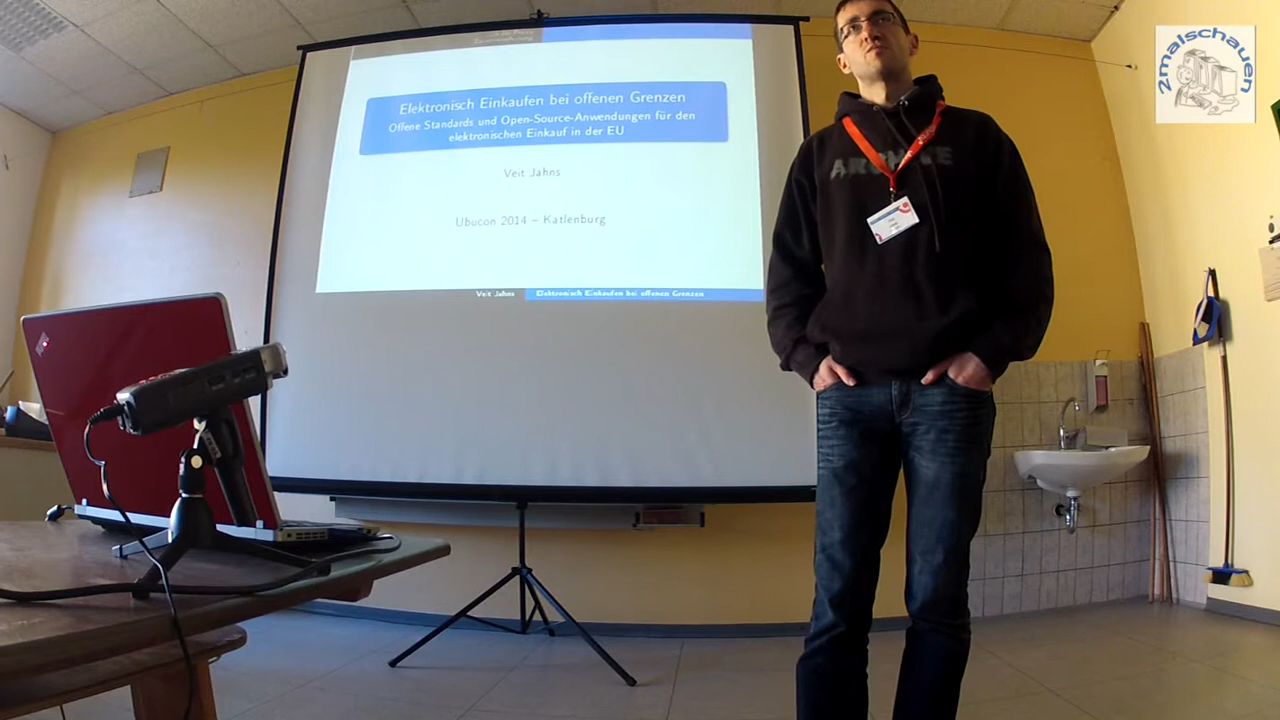 Elektronisch Einkaufen bei offenen Grenzen
Offene Standards und Open-Source-Anwendungen für den
elektronischen Einkauf in der EU
Veit Jahns
Ubucon 2014 – Katlenburg
Veit Jahns
Elektronisch Einkaufen bei offenen Grenzen
2malschauen